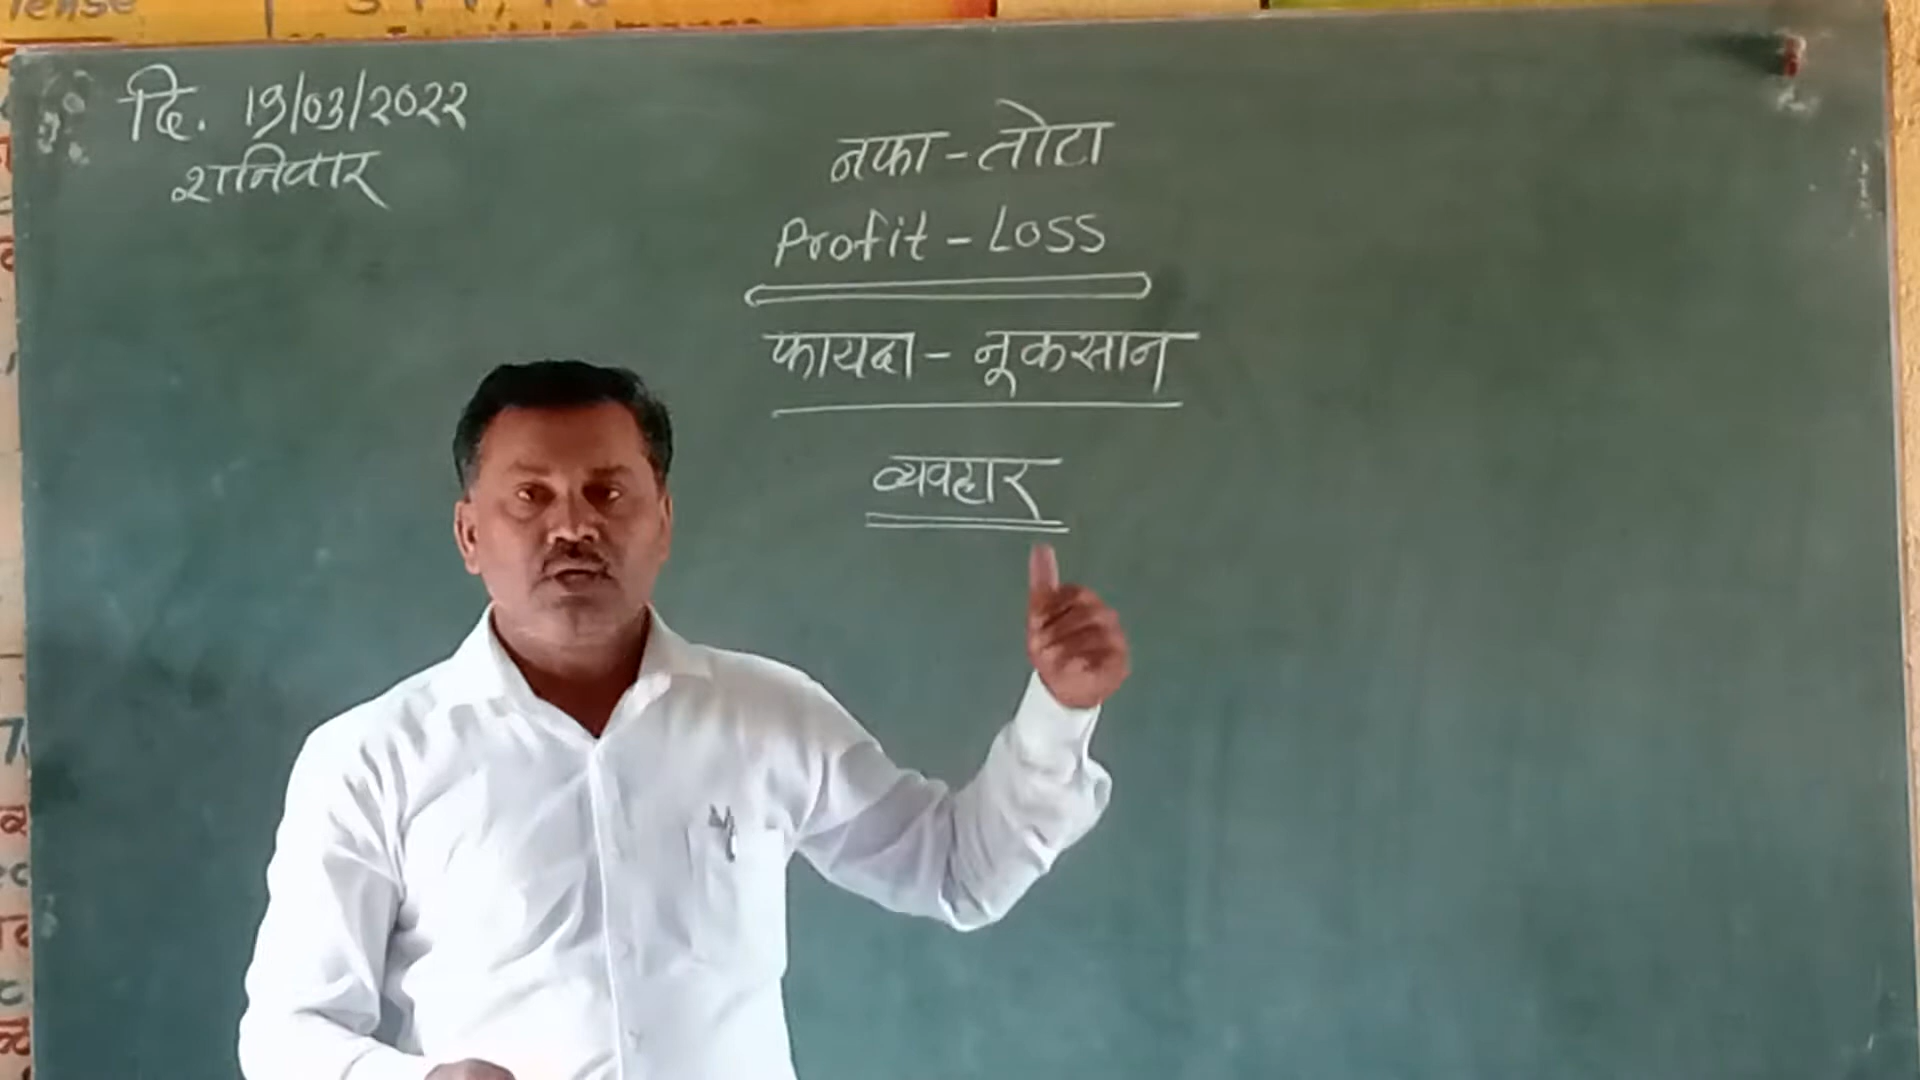 दि. 19/03/2022
शनिवार
नफा - तोटा
Profit - Loss
फायदा - नूकसान
व्यवहार